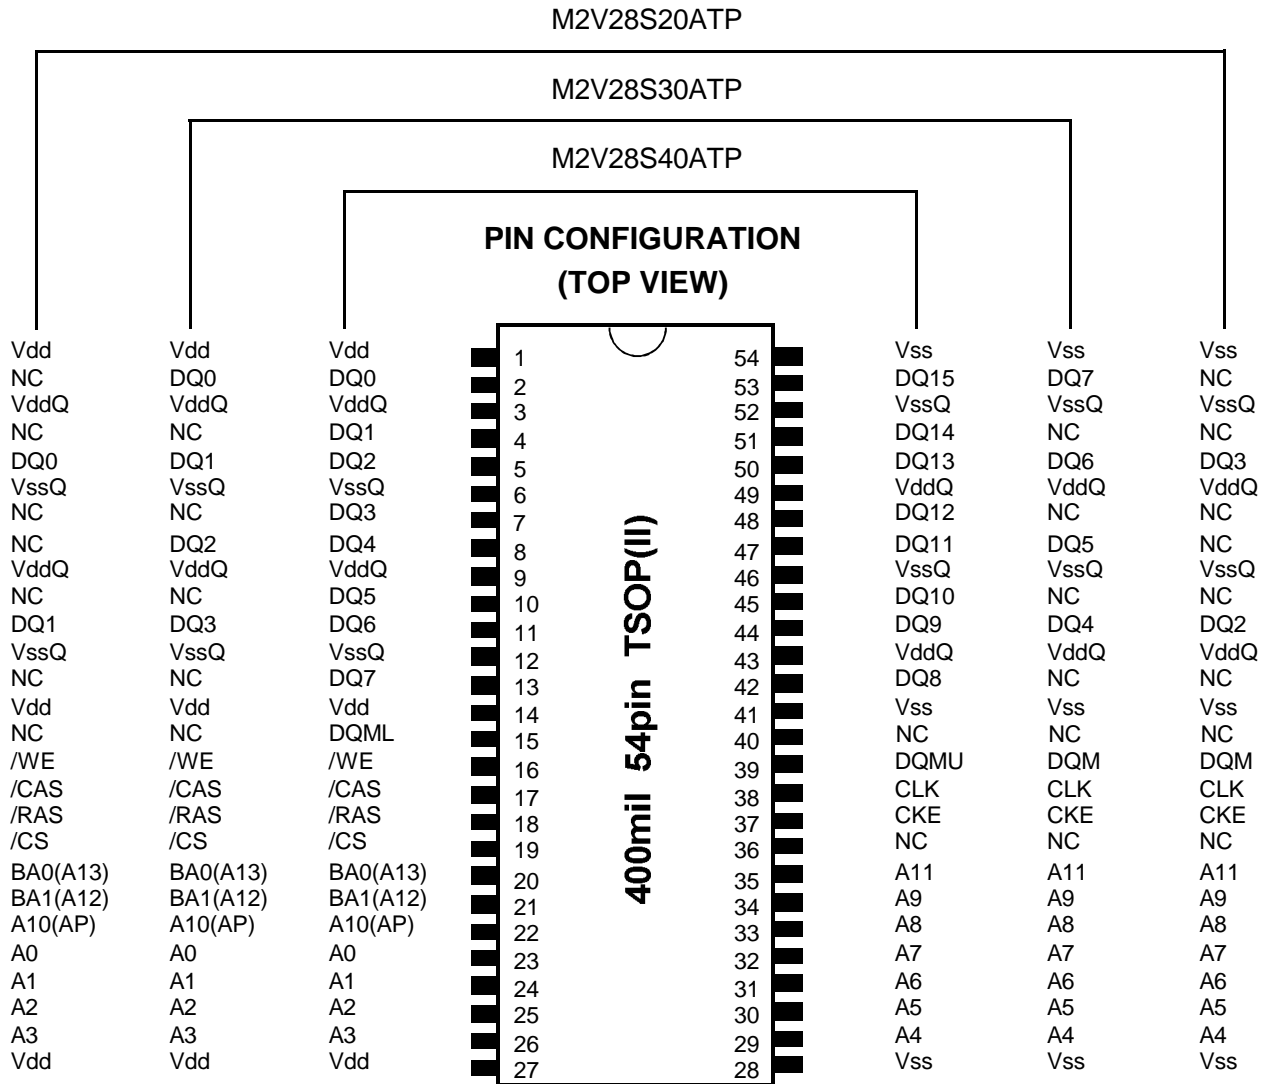 M2V28S20ATP
M2V28S30ATP
M2V28S40ATP
PIN CONFIGURATION
(TOP VIEW)
Vdd Vdd Vdd 1 54 Vss Vss Vss
NC DQ0 DQ0 2 53 DQ15 DQ7 NC
VddQ VddQ VddQ 3 52 VssQ VssQ VssQ
NC NC DQ1 4 51 DQ14 NC NC
DQ0 DQ1 DQ2 5 50 DQ13 DQ6 DQ3
VssQ VssQ VssQ 6 49 VddQ VddQ VddQ
NC NC DQ3 7 48 DQ12 NC NC
NC DQ2 DQ4 8 47 DQ11 DQ5 NC
VddQ VddQ VddQ 9 46 VssQ VssQ VssQ
NC NC DQ5 10 45 DQ10 NC NC
DQ1 DQ3 DQ6 11 44 DQ9 DQ4 DQ2
VssQ VssQ VssQ 12 43 VddQ VddQ VddQ
NC NC DQ7 13 42 DQ8 NC NC
Vdd Vdd Vdd 14 41 Vss Vss Vss
NC NC DQML 15 40 NC NC NC
/WE /WE /WE 16 39 DQMU DQM DQM
/CAS /CAS /CAS 17 38 CLK CLK CLK
/RAS /RAS /RAS 18 37 CKE CKE CKE
/CS /CS /CS 19 36 NC NC NC
BA0(A13) BA0(A13) BA0(A13) 20 35 A11 A11 A11
BA1(A12) BA1(A12) BA1(A12) 21 34 A9 A9 A9
A10(AP) A10(AP) A10(AP) 22 33 A8 A8 A8
A0 A0 A0 23 32 A7 A7 A7
A1 A1 A1 24 31 A6 A6 A6
A2 A2 A2 25 30 A5 A5 A5
A3 A3 A3 26 29 A4 A4 A4
Vdd Vdd Vdd 27 28 Vss Vss Vss
400mil 54pin TSOP(II)